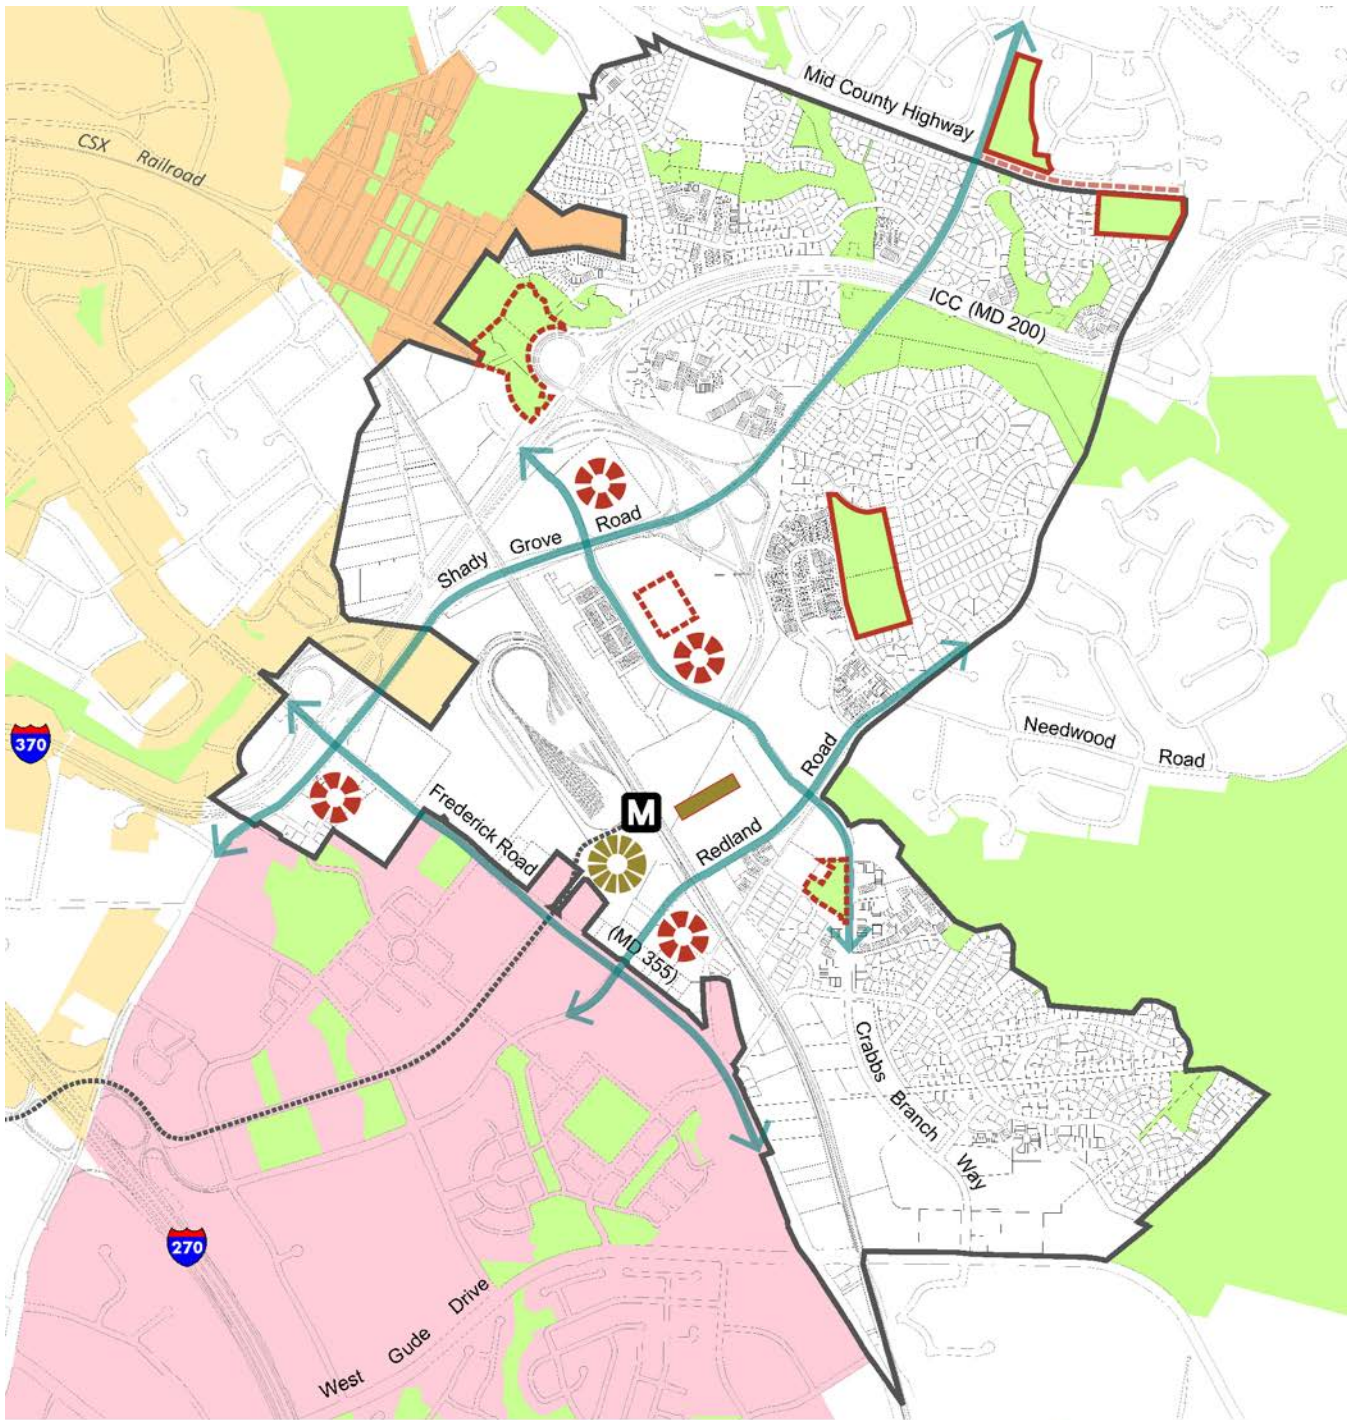 Mid County Highway
CSX Railroad
ICC (MD 200)
Shady Grove Road
370
Needwood Road
Frederick Road
(MD 355)
M
Redland Road
Crabbs Branch Way
270
West Gude Drive